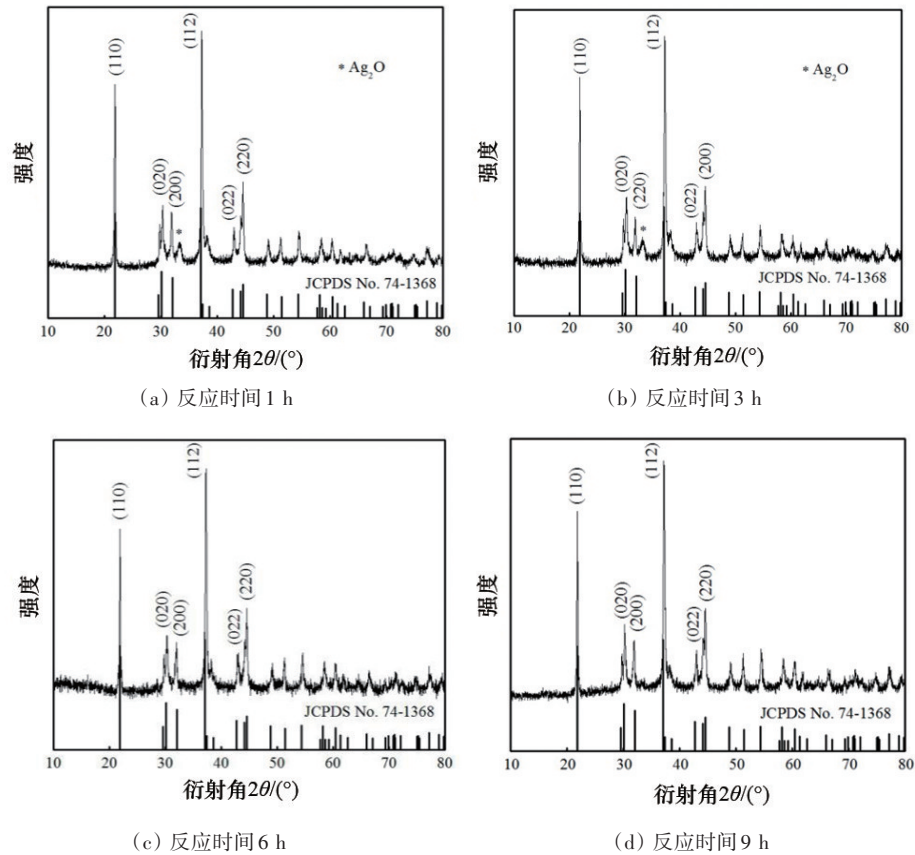 (112)
(110)
* Ag₂O
(020)
(200)
*
(022)
(220)
强度
JCPDS No. 74-1368
10 20 30 40 50 60 70 80
衍射角2θ/(°)
(a) 反应时间1 h
(112)
(110)
* Ag₂O
(020)
(220)
*
(022)
(200)
强度
JCPDS No. 74-1368
10 20 30 40 50 60 70 80
衍射角2θ/(°)
(b) 反应时间3 h
(112)
(110)
(020)
(200)
(022)
(220)
强度
JCPDS No. 74-1368
10 20 30 40 50 60 70 80
衍射角2θ/(°)
(c) 反应时间6 h
(112)
(110)
(020)
(200)
(022)
(220)
强度
JCPDS No. 74-1368
10 20 30 40 50 60 70 80
衍射角2θ/(°)
(d) 反应时间9 h